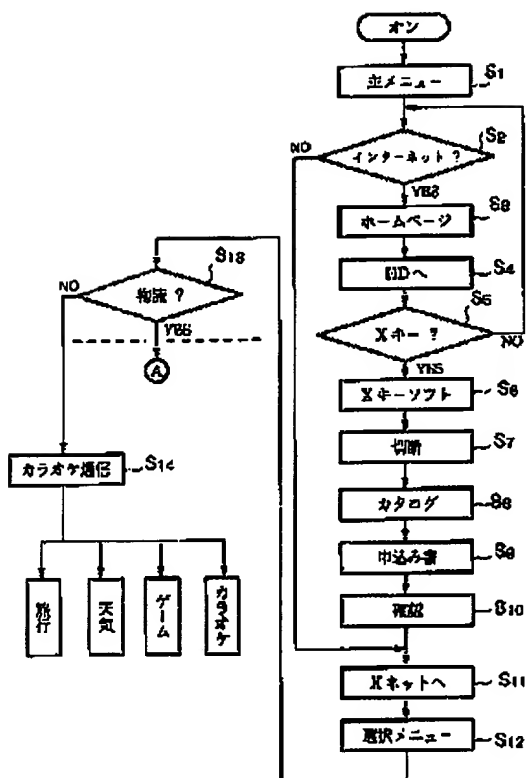 オン
主メニュー
S1
インターネット?
S2
NO
YES
ホームページ
S3
HDへ
S4
Xキー?
S5
NO
YES
Xキーソフト
S6
切断
S7
カタログ
S8
申込み書
S9
確認
S10
Xネットへ
S11
選択メニュー
S12
物流?
S13
NO
YES
A
カラオケ通信
S14
旅行
天気
ゲーム
カラオケ